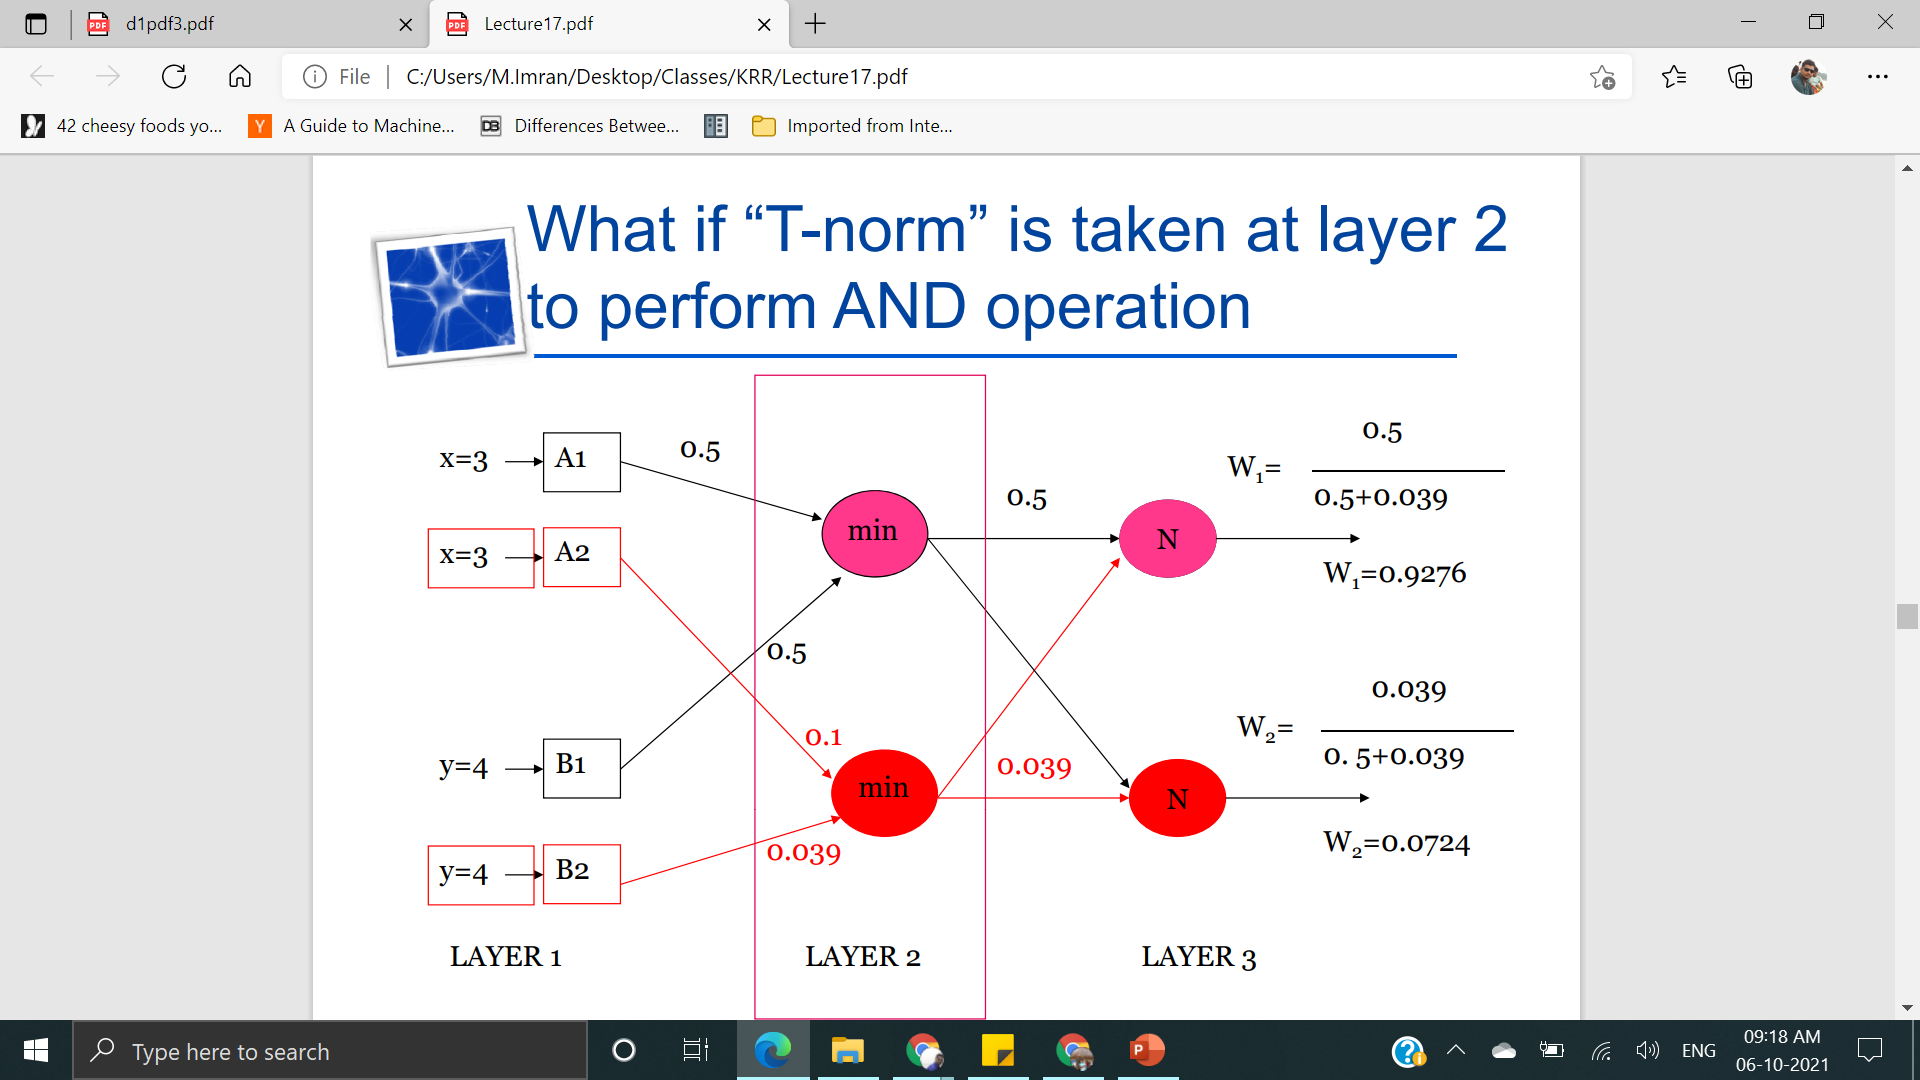 d1pdf3.pdf
Lecture17.pdf
File
C:/Users/M.Imran/Desktop/Classes/KRR/Lecture17.pdf
42 cheesy foods yo...
A Guide to Machine...
Differences Betwee...
Imported from Inte...
What if “T-norm” is taken at layer 2
to perform AND operation
x=3
A1
0.5
x=3
A2
min
0.5
N
W₁=
0.5
0.5+0.039
W₁=0.9276
0.5
y=4
B1
0.1
y=4
B2
min
0.039
0.039
N
W₂=
0.039
0. 5+0.039
W₂=0.0724
LAYER 1
LAYER 2
LAYER 3
Type here to search
ENG
09:18 AM
06-10-2021